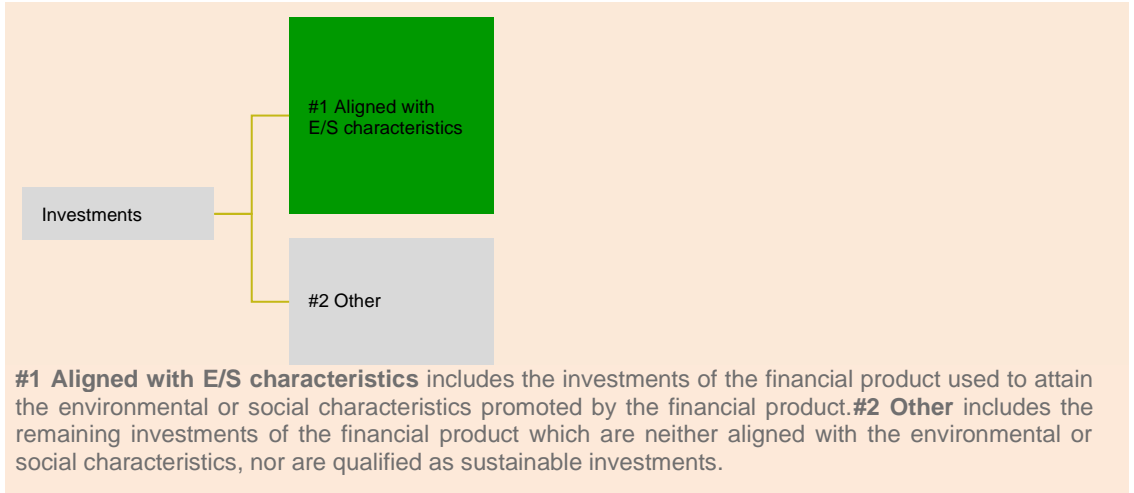 #1 Aligned with
E/S characteristics
Investments
#2 Other
#1 Aligned with E/S characteristics includes the investments of the financial product used to attain
the environmental or social characteristics promoted by the financial product.#2 Other includes the
remaining investments of the financial product which are neither aligned with the environmental or
social characteristics, nor are qualified as sustainable investments.